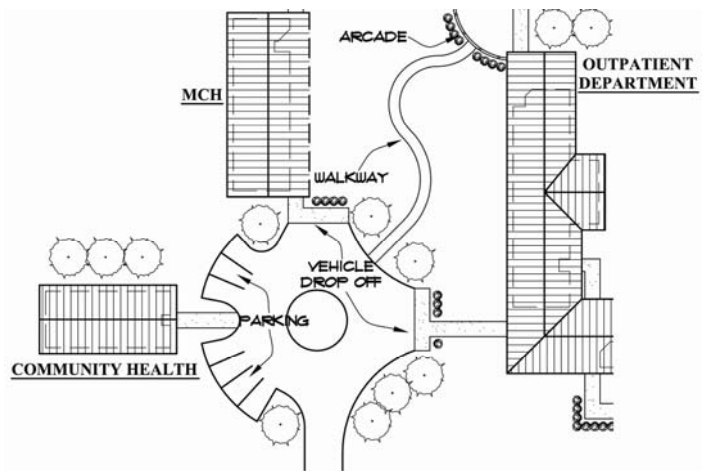 ARCADE
OUTPATIENT
DEPARTMENT
MCH
WALKWAY
VEHICLE
DROP OFF
PARKING
COMMUNITY HEALTH